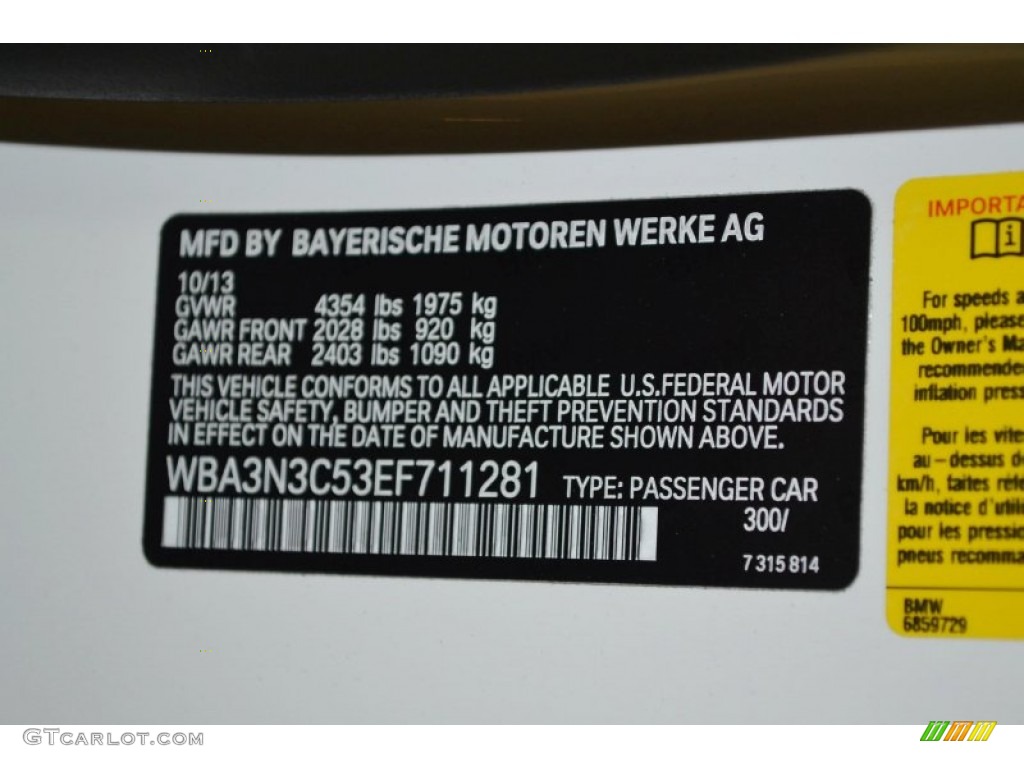 MFD BY BAYERISCHE MOTOREN WERKE AG
10/13
GVWR 4354 lbs 1975 kg
GAWR FRONT 2028 lbs 920 kg
GAWR REAR 2403 lbs 1090 kg
THIS VEHICLE CONFORMS TO ALL APPLICABLE U.S.FEDERAL MOTOR
VEHICLE SAFETY, BUMPER AND THEFT PREVENTION STANDARDS
IN EFFECT ON THE DATE OF MANUFACTURE SHOWN ABOVE.
WBA3N3C53EF711281 TYPE: PASSENGER CAR
300/
7 315 814
IMPORTA
i
For speeds a
100mph, please
the Owner's Ma
recommende
inflation press
Pour les vites
au-dessus de
km/h, faites rele
la notice d'utili
pour les pressio
pneus recomma
BMW
6859729
GTCARLOT.COM